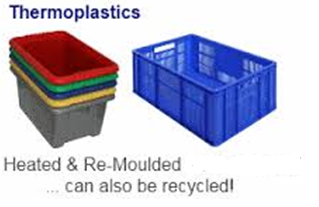 Thermoplastics
Heated & Re-Moulded
... can also be recycled!